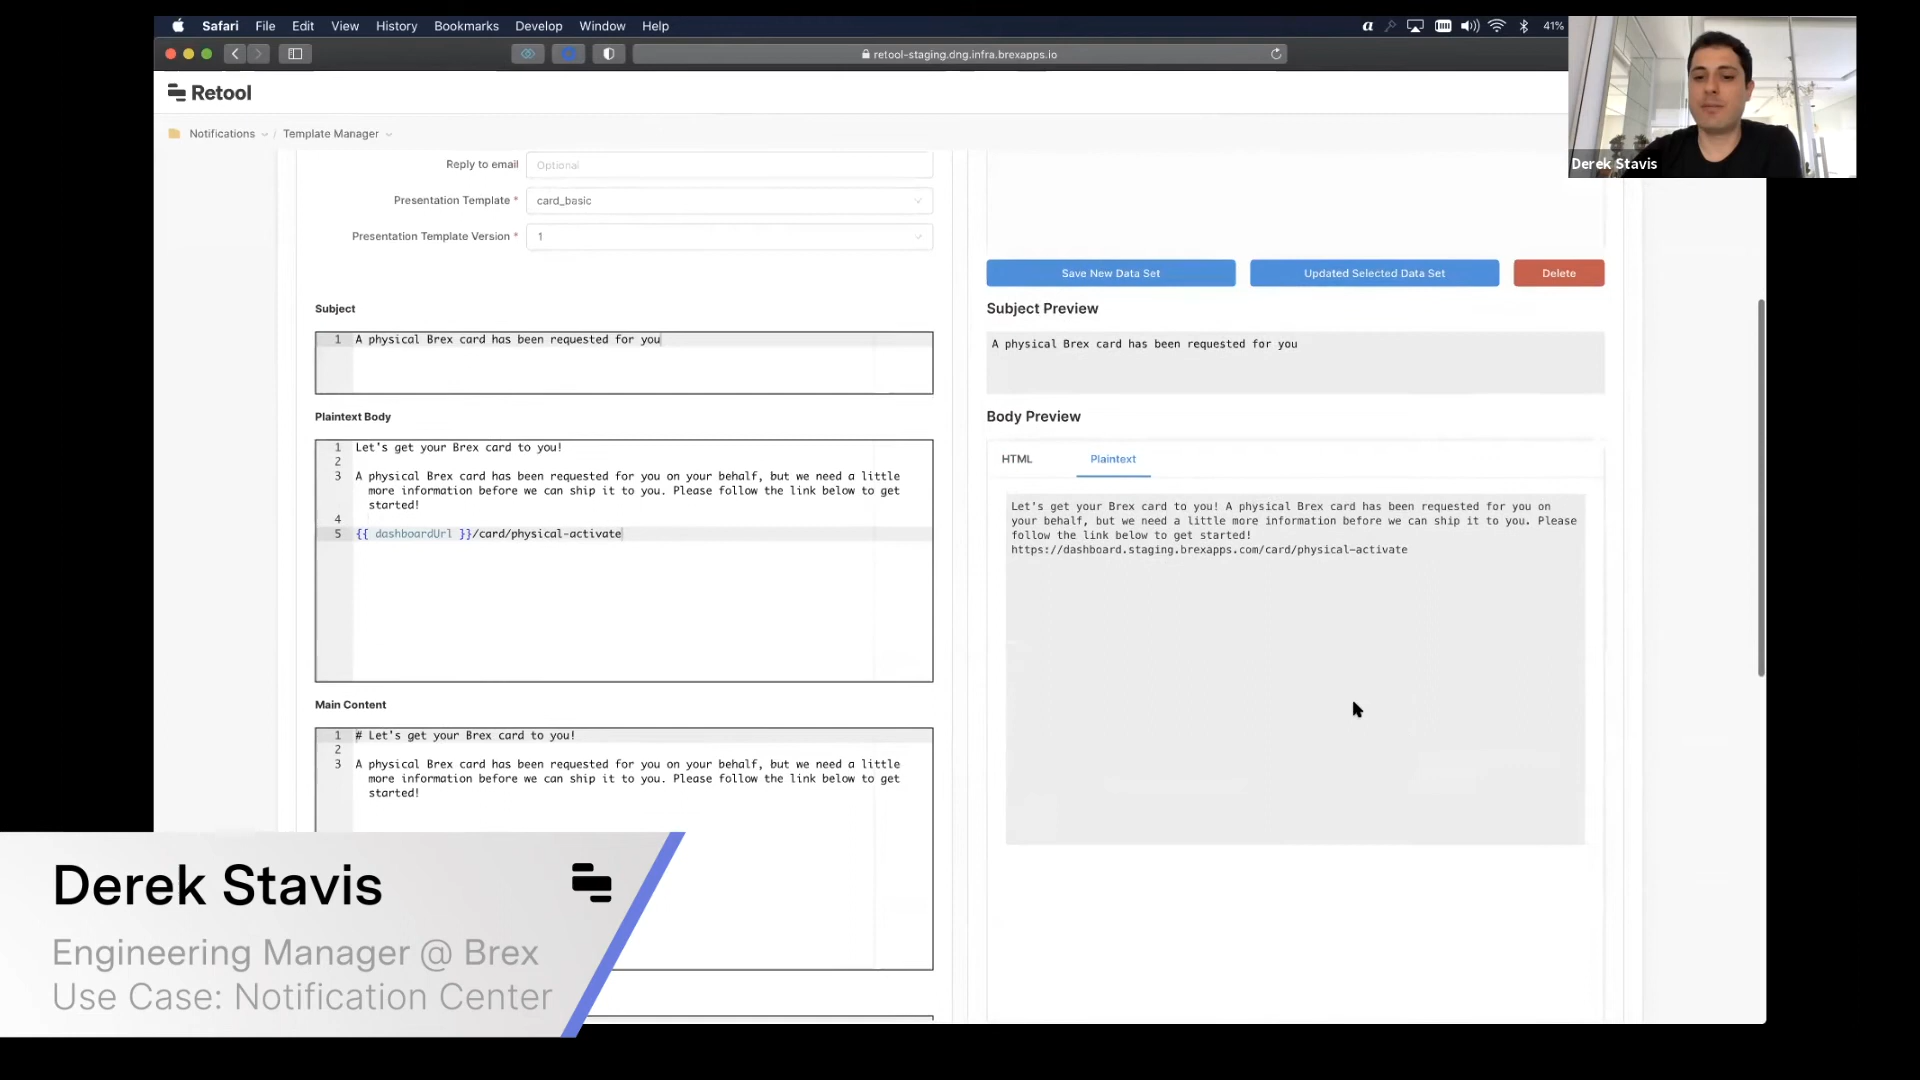 Safari File Edit View History Bookmarks Develop Window Help
a 41%
retool-staging.dng.infra.brexapps.io
Retool
Notifications / Template Manager
Derek Stavis
Reply to email Optional
Presentation Template * card_basic
Presentation Template Version * 1
Save New Data Set Updated Selected Data Set Delete
Subject
1 A physical Brex card has been requested for you
Subject Preview
A physical Brex card has been requested for you
Plaintext Body
1 Let's get your Brex card to you!
2
3 A physical Brex card has been requested for you on your behalf, but we need a little
more information before we can ship it to you. Please follow the link below to get
started!
4
5 {{ dashboardUrl }}/card/physical-activate
Body Preview
HTML Plaintext
Let's get your Brex card to you! A physical Brex card has been requested for you on
your behalf, but we need a little more information before we can ship it to you. Please
follow the link below to get started!
https://dashboard.staging.brexapps.com/card/physical-activate
Main Content
1 # Let's get your Brex card to you!
2
3 A physical Brex card has been requested for you on your behalf, but we need a little
more information before we can ship it to you. Please follow the link below to get
started!
Derek Stavis
Engineering Manager @ Brex
Use Case: Notification Center